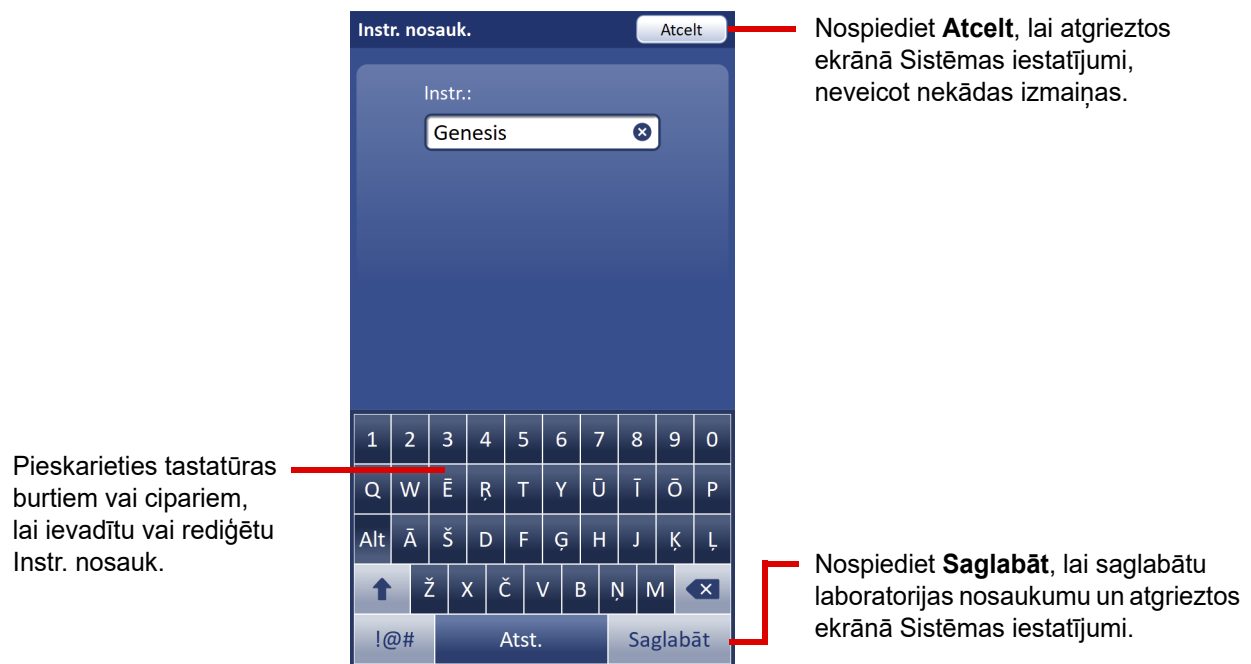 Instr. nosauk.
Atcelt
Nospiediet Atcelt, lai atgrieztos
ekrānā Sistēmas iestatījumi,
neveicot nekādas izmaiņas.
Instr.:
Genesis
Pieskarieties tastatūras
burtiem vai cipariem,
lai ievadītu vai rediģētu
Instr. nosauk.
1 2 3 4 5 6 7 8 9 0
Q W Ē Ŗ T Y Ū Ī Ō P
Alt Ā Š D F Ģ H J Ķ Ļ
Ž X Č V B Ņ M
!@# Atst. Saglabāt
Nospiediet Saglabāt, lai saglabātu
laboratorijas nosaukumu un atgrieztos
ekrānā Sistēmas iestatījumi.